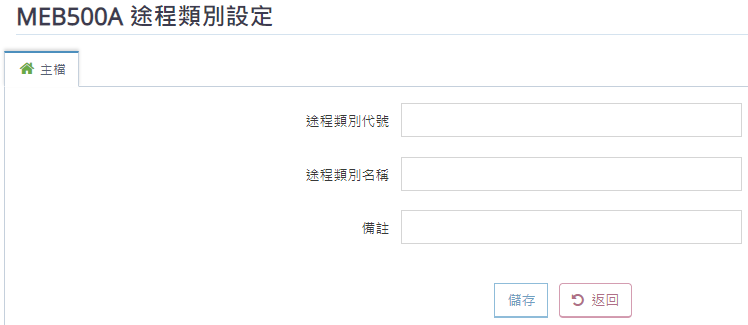 MEB500A 途程類別設定
主檔
途程類別代號
途程類別名稱
備註
儲存 返回